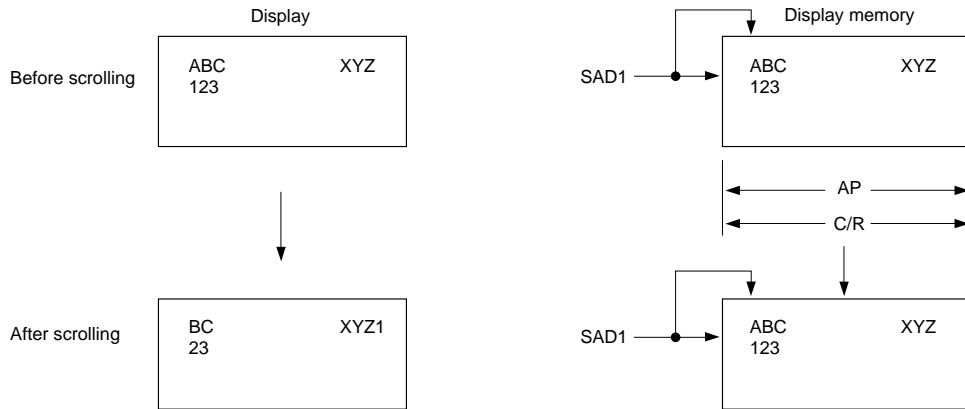 Display
Display memory
Before scrolling
ABC XYZ
123
SAD1
ABC XYZ
123
AP
C/R
After scrolling
BC XYZ1
23
SAD1
ABC XYZ
123